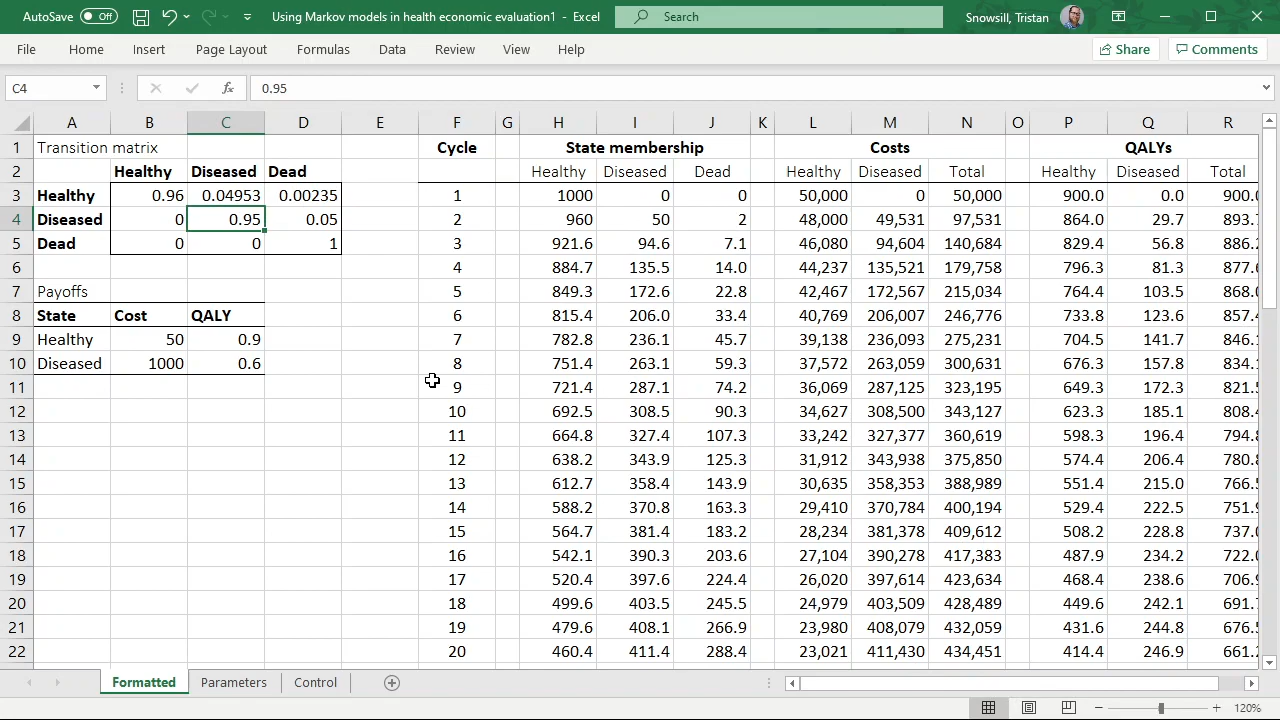 AutoSave Off Using Markov models in health economic evaluation1 - Excel Search Snowsill, Tristan
File Home Insert Page Layout Formulas Data Review View Help Share Comments
C4 fx 0.95
A B C D E F G H I J K L M N O P Q R
1 Transition matrix Cycle State membership Costs QALYs
2 Healthy Diseased Dead Healthy Diseased Dead Healthy Diseased Total Healthy Diseased Total
3 Healthy 0.96 0.04953 0.00235 1 1000 0 0 50,000 0 50,000 900.0 0.0 900.
4 Diseased 0 0.95 0.05 2 960 50 2 48,000 49,531 97,531 864.0 29.7 893.
5 Dead 0 0 1 3 921.6 94.6 7.1 46,080 94,604 140,684 829.4 56.8 886.
6 4 884.7 135.5 14.0 44,237 135,521 179,758 796.3 81.3 877.
7 Payoffs 5 849.3 172.6 22.8 42,467 172,567 215,034 764.4 103.5 868.
8 State Cost QALY 6 815.4 206.0 33.4 40,769 206,007 246,776 733.8 123.6 857.
9 Healthy 50 0.9 7 782.8 236.1 45.7 39,138 236,093 275,231 704.5 141.7 846.
10 Diseased 1000 0.6 8 751.4 263.1 59.3 37,572 263,059 300,631 676.3 157.8 834.
11 9 721.4 287.1 74.2 36,069 287,125 323,195 649.3 172.3 821.
12 10 692.5 308.5 90.3 34,627 308,500 343,127 623.3 185.1 808.
13 11 664.8 327.4 107.3 33,242 327,377 360,619 598.3 196.4 794.
14 12 638.2 343.9 125.3 31,912 343,938 375,850 574.4 206.4 780.
15 13 612.7 358.4 143.9 30,635 358,353 388,989 551.4 215.0 766.
16 14 588.2 370.8 163.3 29,410 370,784 400,194 529.4 222.5 751.
17 15 564.7 381.4 183.2 28,234 381,378 409,612 508.2 228.8 737.
18 16 542.1 390.3 203.6 27,104 390,278 417,383 487.9 234.2 722.
19 17 520.4 397.6 224.4 26,020 397,614 423,634 468.4 238.6 706.
20 18 499.6 403.5 245.5 24,979 403,509 428,489 449.6 242.1 691.
21 19 479.6 408.1 266.9 23,980 408,079 432,059 431.6 244.8 676.
22 20 460.4 411.4 288.4 23,021 411,430 434,451 414.4 246.9 661.
Formatted Parameters Control
120%